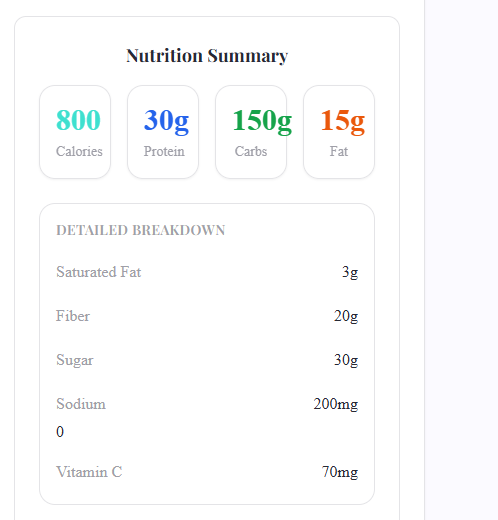 Nutrition Summary
800 30g 150g 15g
Calories Protein Carbs Fat
DETAILED BREAKDOWN
Saturated Fat 3g
Fiber 20g
Sugar 30g
Sodium 200mg
0
Vitamin C 70mg